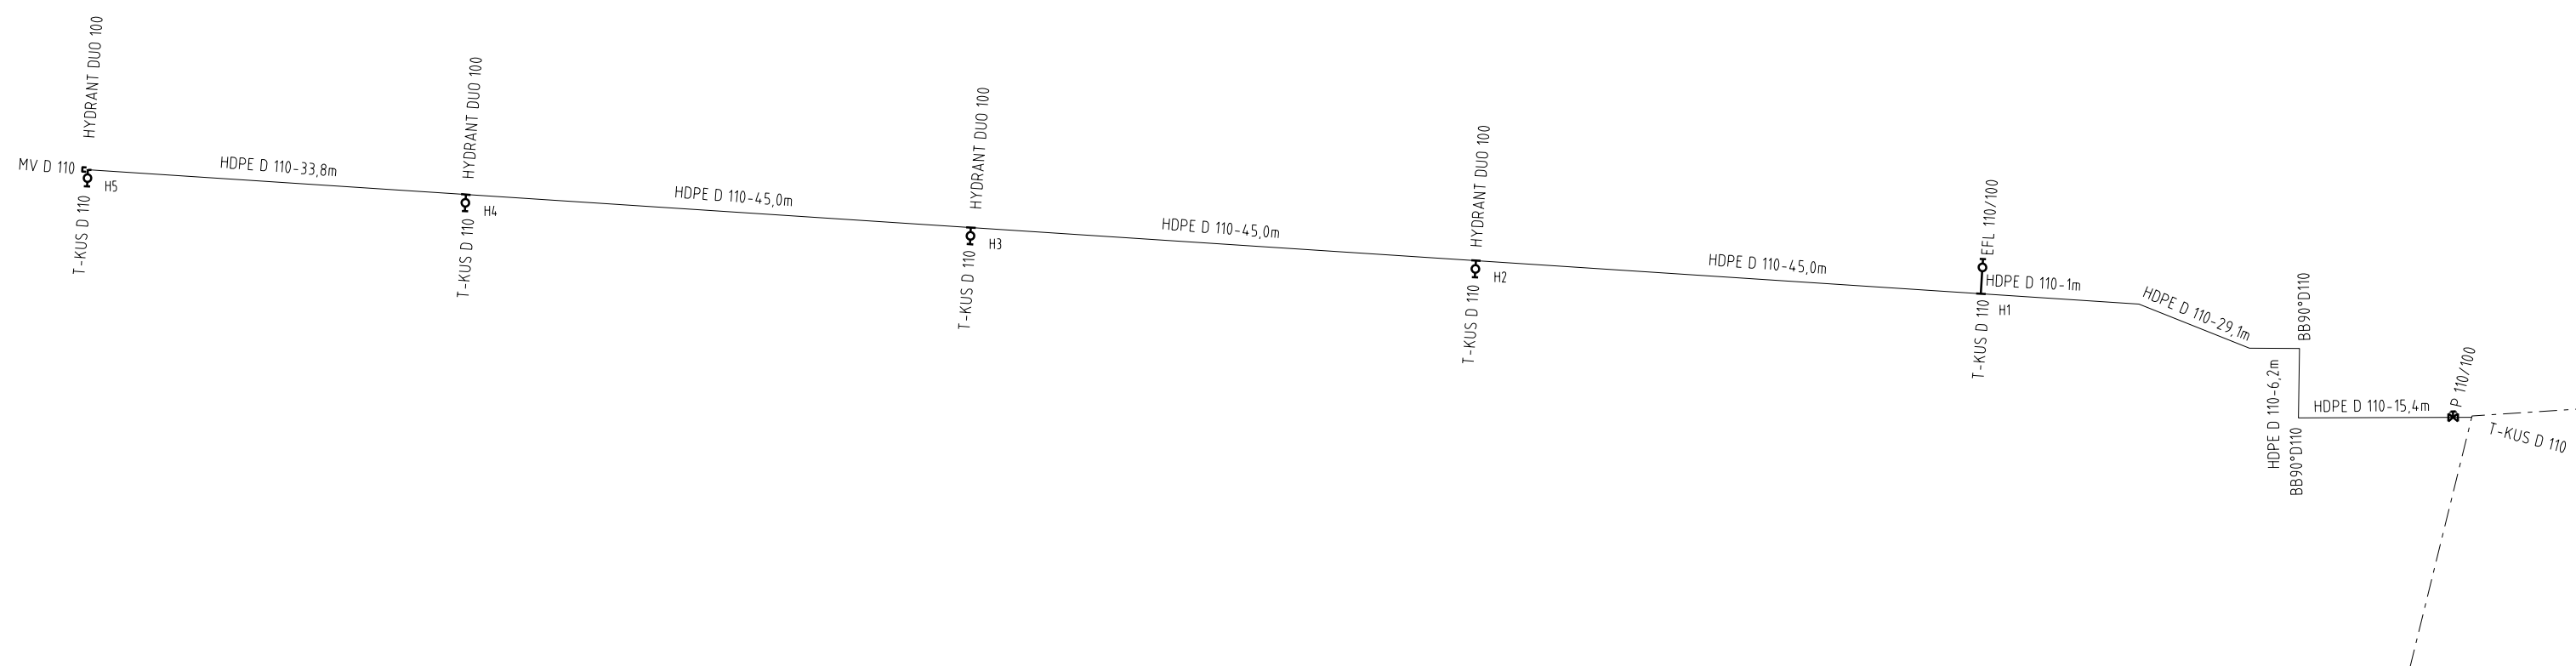 HYDRANT DUO 100
MV D 110
H5
T-KUS D 110
HDPE D 110-33,8m
HYDRANT DUO 100
H4
T-KUS D 110
HDPE D 110-45,0m
HYDRANT DUO 100
H3
T-KUS D 110
HDPE D 110-45,0m
HYDRANT DUO 100
H2
T-KUS D 110
HDPE D 110-45,0m
EFL 110/100
HDPE D 110-1m
H1
T-KUS D 110
HDPE D 110-29,1m
BB90°D110
HDPE D 110-6,2m
BB90°D110
HDPE D 110-15,4m
P 110/100
T-KUS D 110